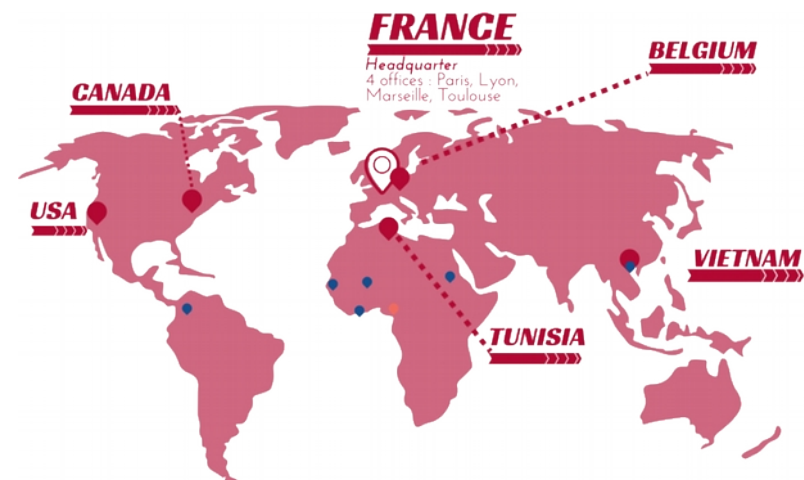 FRANCE
Headquarter
4 offices : Paris, Lyon,
Marseille, Toulouse
BELGIUM
CANADA
USA
VIETNAM
TUNISIA